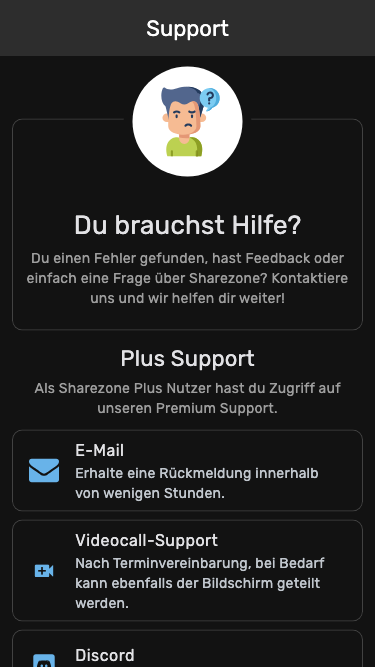 Support
?
Du brauchst Hilfe?
Du einen Fehler gefunden, hast Feedback oder
einfach eine Frage über Sharezone? Kontaktiere
uns und wir helfen dir weiter!
Plus Support
Als Sharezone Plus Nutzer hast du Zugriff auf
unseren Premium Support.
E-Mail
Erhalte eine Rückmeldung innerhalb
von wenigen Stunden.
Videocall-Support
Nach Terminvereinbarung, bei Bedarf
kann ebenfalls der Bildschirm geteilt
werden.
Discord